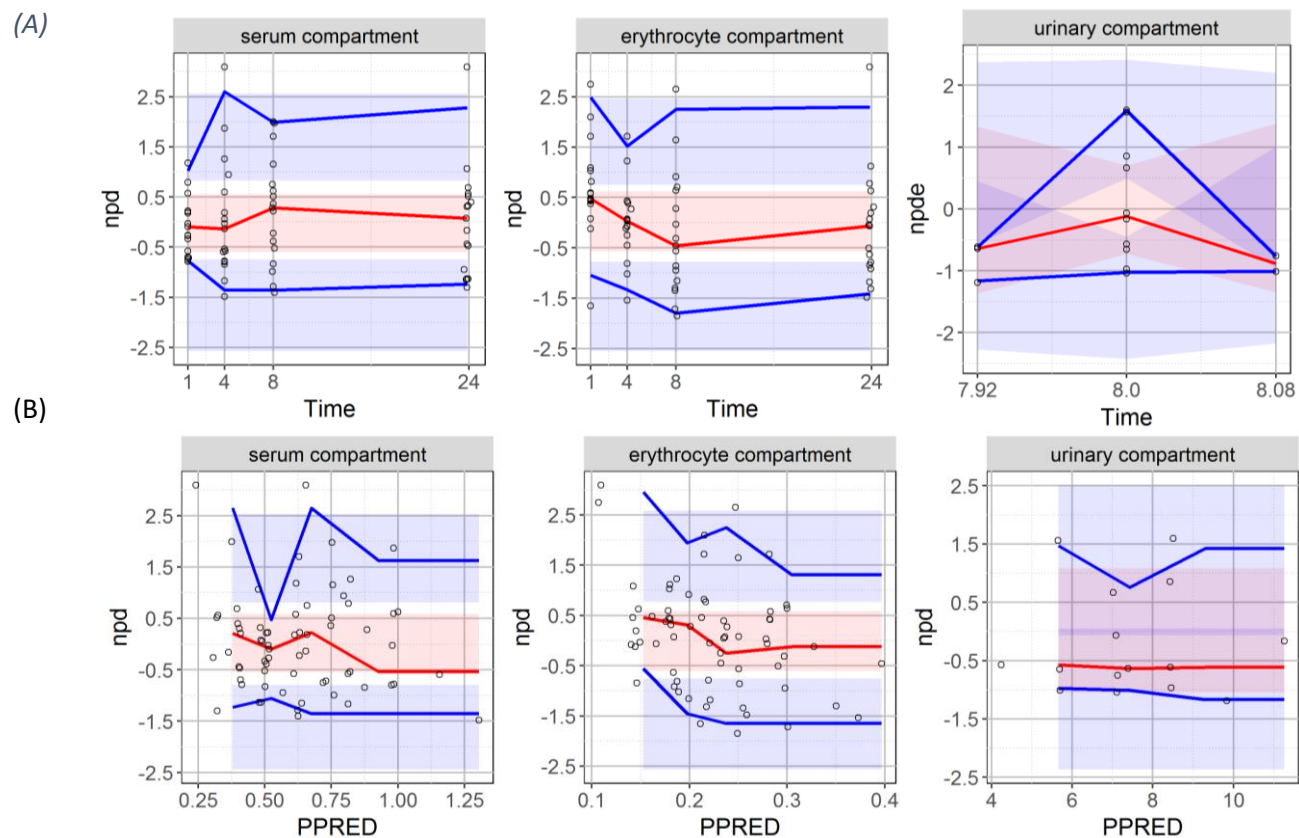 (A)
serum compartment
erythrocyte compartment
urinary compartment
npd
2.5
0.5
-0.5
-1.5
-2.5
1 4 8 24
Time
npd
2.5
0.5
-0.5
-1.5
-2.5
1 4 8 24
Time
npde
2
1
0
-1
-2
7.92 8.0 8.08
Time
(B)
serum compartment
erythrocyte compartment
urinary compartment
npd
2.5
1.5
0.5
-0.5
-1.5
-2.5
0.25 0.50 0.75 1.00 1.25
PPRED
npd
2.5
1.5
0.5
-0.5
-1.5
-2.5
0.1 0.2 0.3 0.4
PPRED
npd
2.5
1.5
0.5
-0.5
-1.5
-2.5
4 6 8 10
PPRED